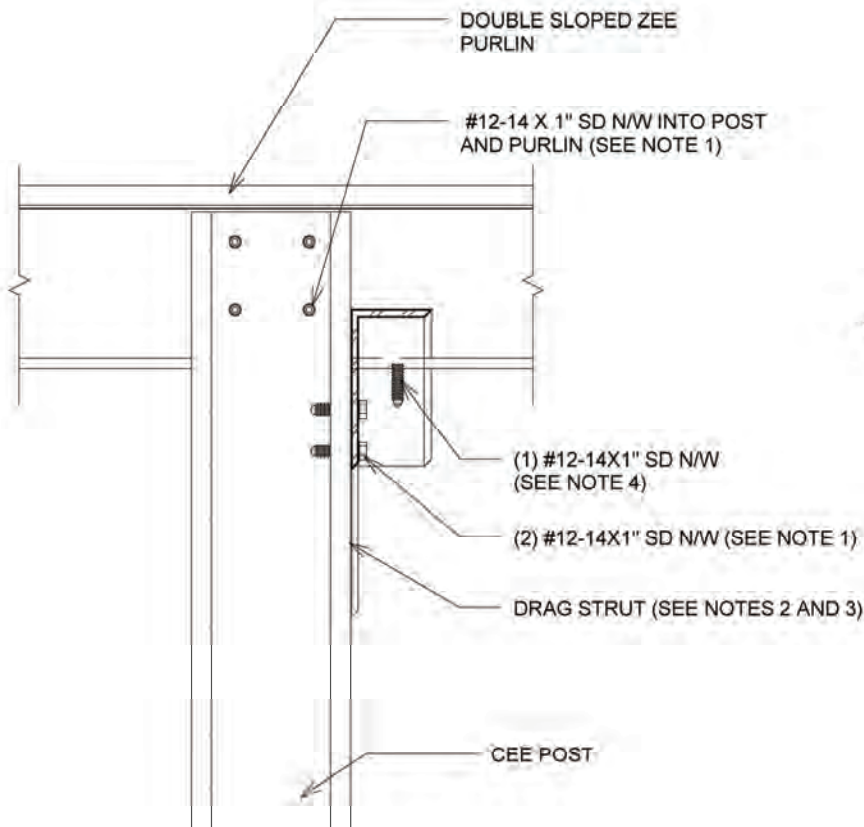 DOUBLE SLOPED ZEE
PURLIN
#12-14 X 1" SD N/W INTO POST
AND PURLIN (SEE NOTE 1)
(1) #12-14X1" SD N/W
(SEE NOTE 4)
(2) #12-14X1" SD N/W (SEE NOTE 1)
DRAG STRUT (SEE NOTES 2 AND 3)
CEE POST